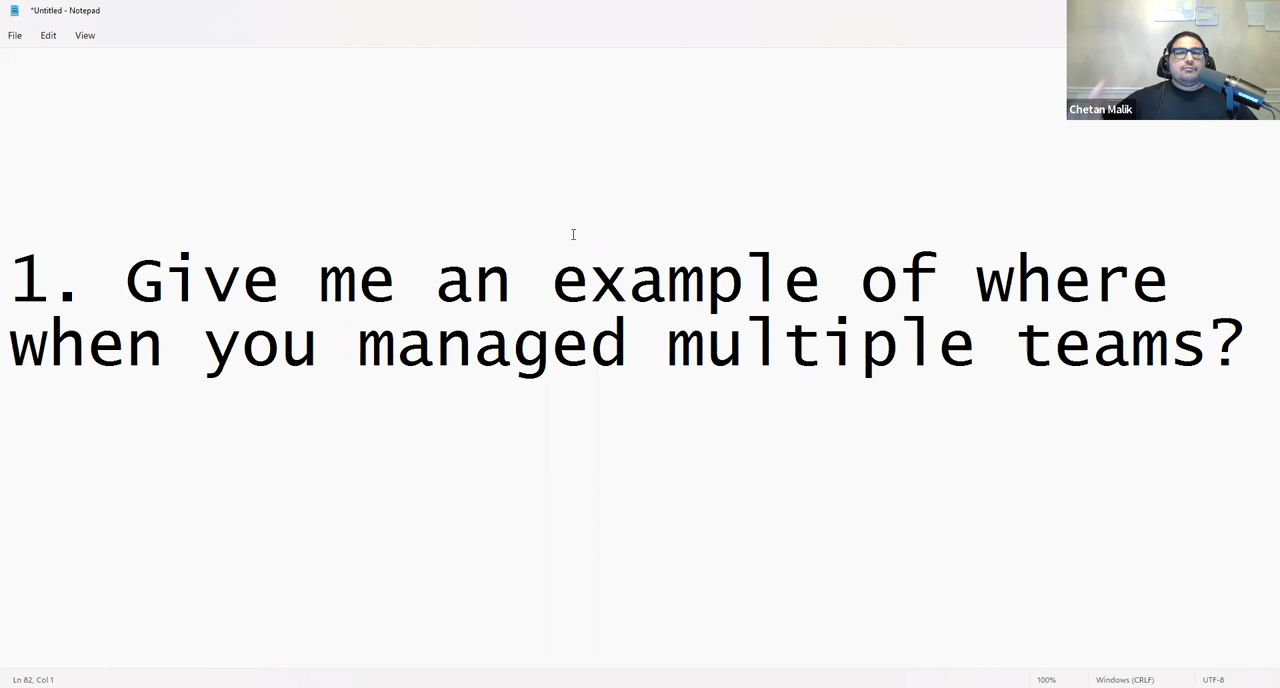 *Untitled - Notepad
File Edit View
Chetan Malik
1. Give me an example of where
when you managed multiple teams?
Ln 82, Col 1
100%
Windows (CRLF)
UTF-8